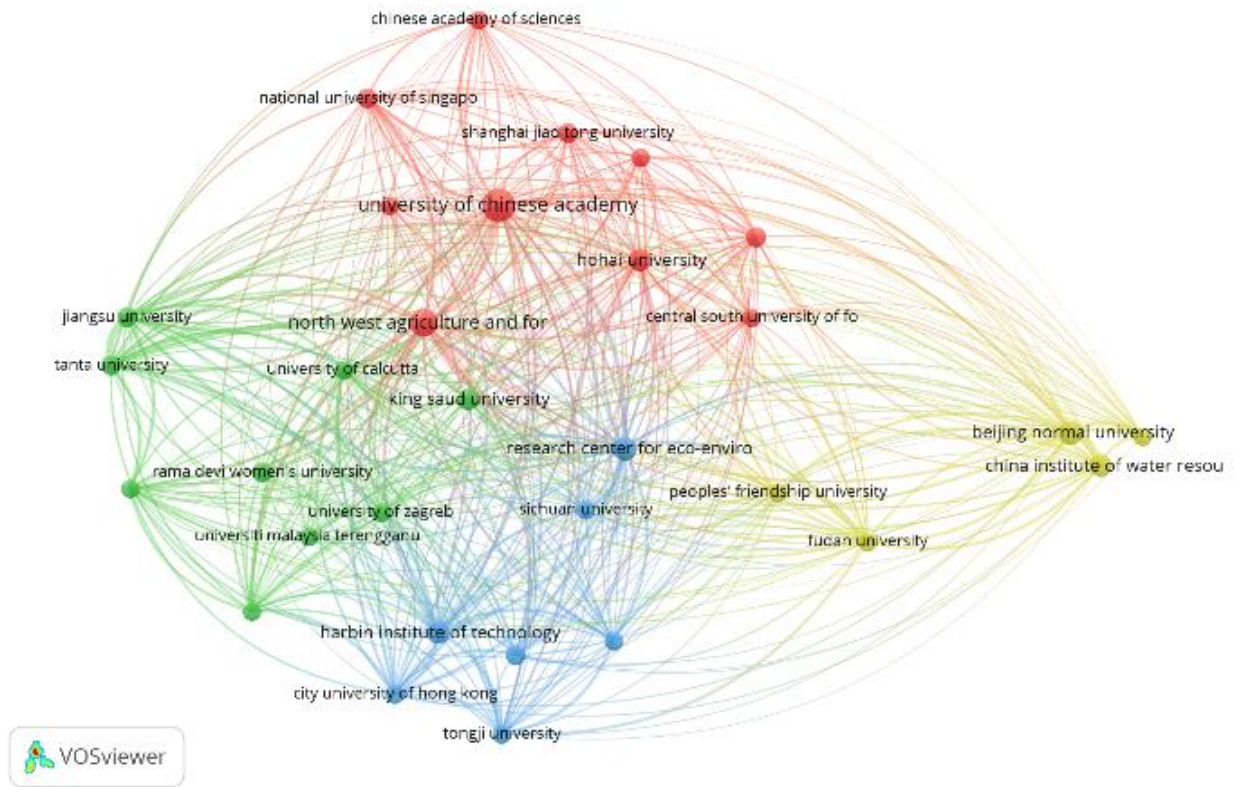 chinese academy of sciences
national university of singapo
shanghai jiao tong university
university of chinese academy
hohai university
jiangsu university
north west agriculture and for
central south university of fo
tanta university
university of calcutta
king saud university
beijing normal university
research center for eco-enviro
china institute of water resou
rama devi women s university
peoples' friendship university
university of zagreb
sichuan university
universiti malaysia terengganu
fudan university
harbin institute of technology
city university of hong kong
tongji university
VOSviewer